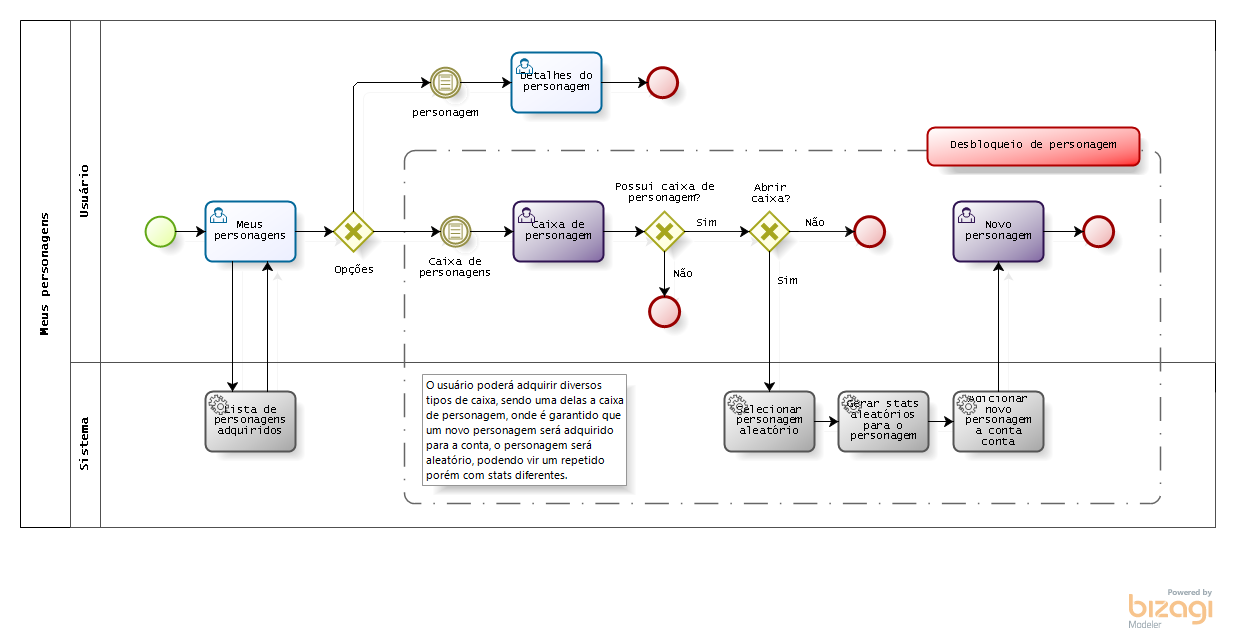 Meus personagens
Usuário
Sistema
Detalhes do
personagem
personagem
Desbloqueio de personagem
Possui caixa de
personagem?
Abrir
caixa?
Meus
personagens
Opções
Caixa de
personagens
Caixa de
personagem
Sim
Não
Não
Sim
Novo
personagem
Lista de
personagens
adquiridos
O usuário poderá adquirir diversos
tipos de caixa, sendo uma delas a caixa
de personagem, onde é garantido que
um novo personagem será adquirido
para a conta, o personagem será
aleatório, podendo vir um repetido
porém com stats diferentes.
Selecionar
personagem
aleatório
Gerar stats
aleatórios
para o
personagem
Adicionar
novo
personagem
a conta
conta
Powered by
bizagi
Modeler